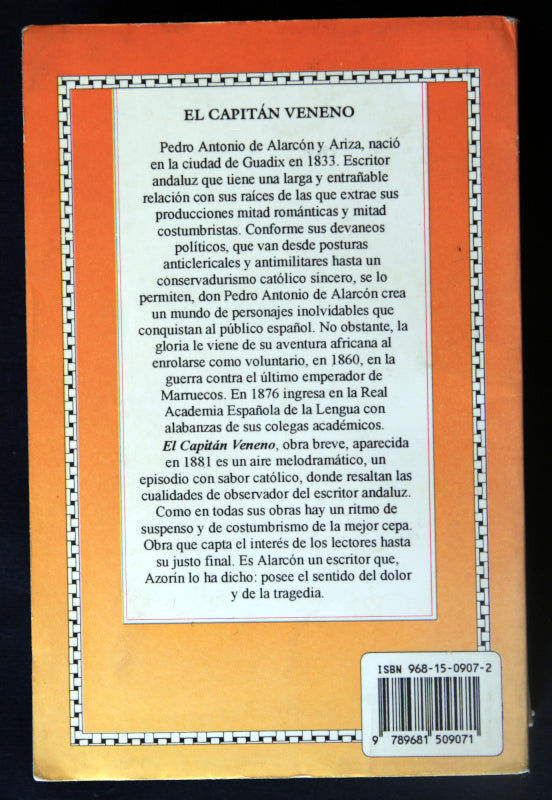 EL CAPITÁN VENENO
Pedro Antonio de Alarcón y Ariza, nació
en la ciudad de Guadix en 1833. Escritor
andaluz que tiene una larga y entrañable
relación con sus raíces de las que extrae sus
producciones mitad románticas y mitad
costumbristas. Conforme sus devaneos
políticos, que van desde posturas
anticlericales y antimilitares hasta un
conservadurismo católico sincero, se lo
permiten, don Pedro Antonio de Alarcón crea
un mundo de personajes inolvidables que
conquistan al público español. No obstante, la
gloria le viene de su aventura africana al
enrolarse como voluntario, en 1860, en la
guerra contra el último emperador de
Marruecos. En 1876 ingresa en la Real
Academia Española de la Lengua con
alabanzas de sus colegas académicos.
El Capitán Veneno, obra breve, aparecida
en 1881 es un aire melodramático, un
episodio con sabor católico, donde resaltan las
cualidades de observador del escritor andaluz.
Como en todas sus obras hay un ritmo de
suspenso y de costumbrismo de la mejor cepa.
Obra que capta el interés de los lectores hasta
su justo final. Es Alarcón un escritor que,
Azorín lo ha dicho: posee el sentido del dolor
y de la tragedia.
ISBN 968-15-0907-2
9 789681 509071